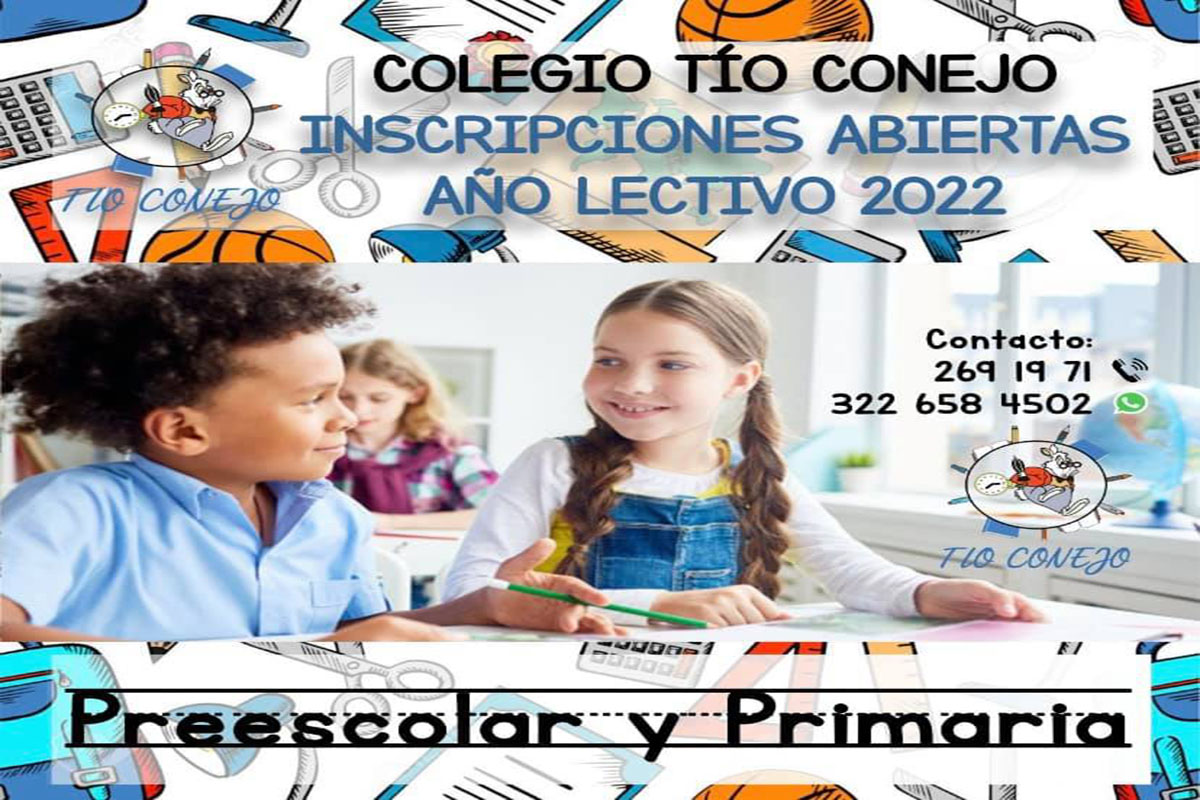 COLEGIO TÍO CONEJO
INSCRIPCIONES ABIERTAS
AÑO LECTIVO 2022
TIO CONEJO
Contacto:
269 19 71
322 658 4502
TIO CONEJO
Preescolar y Primaria